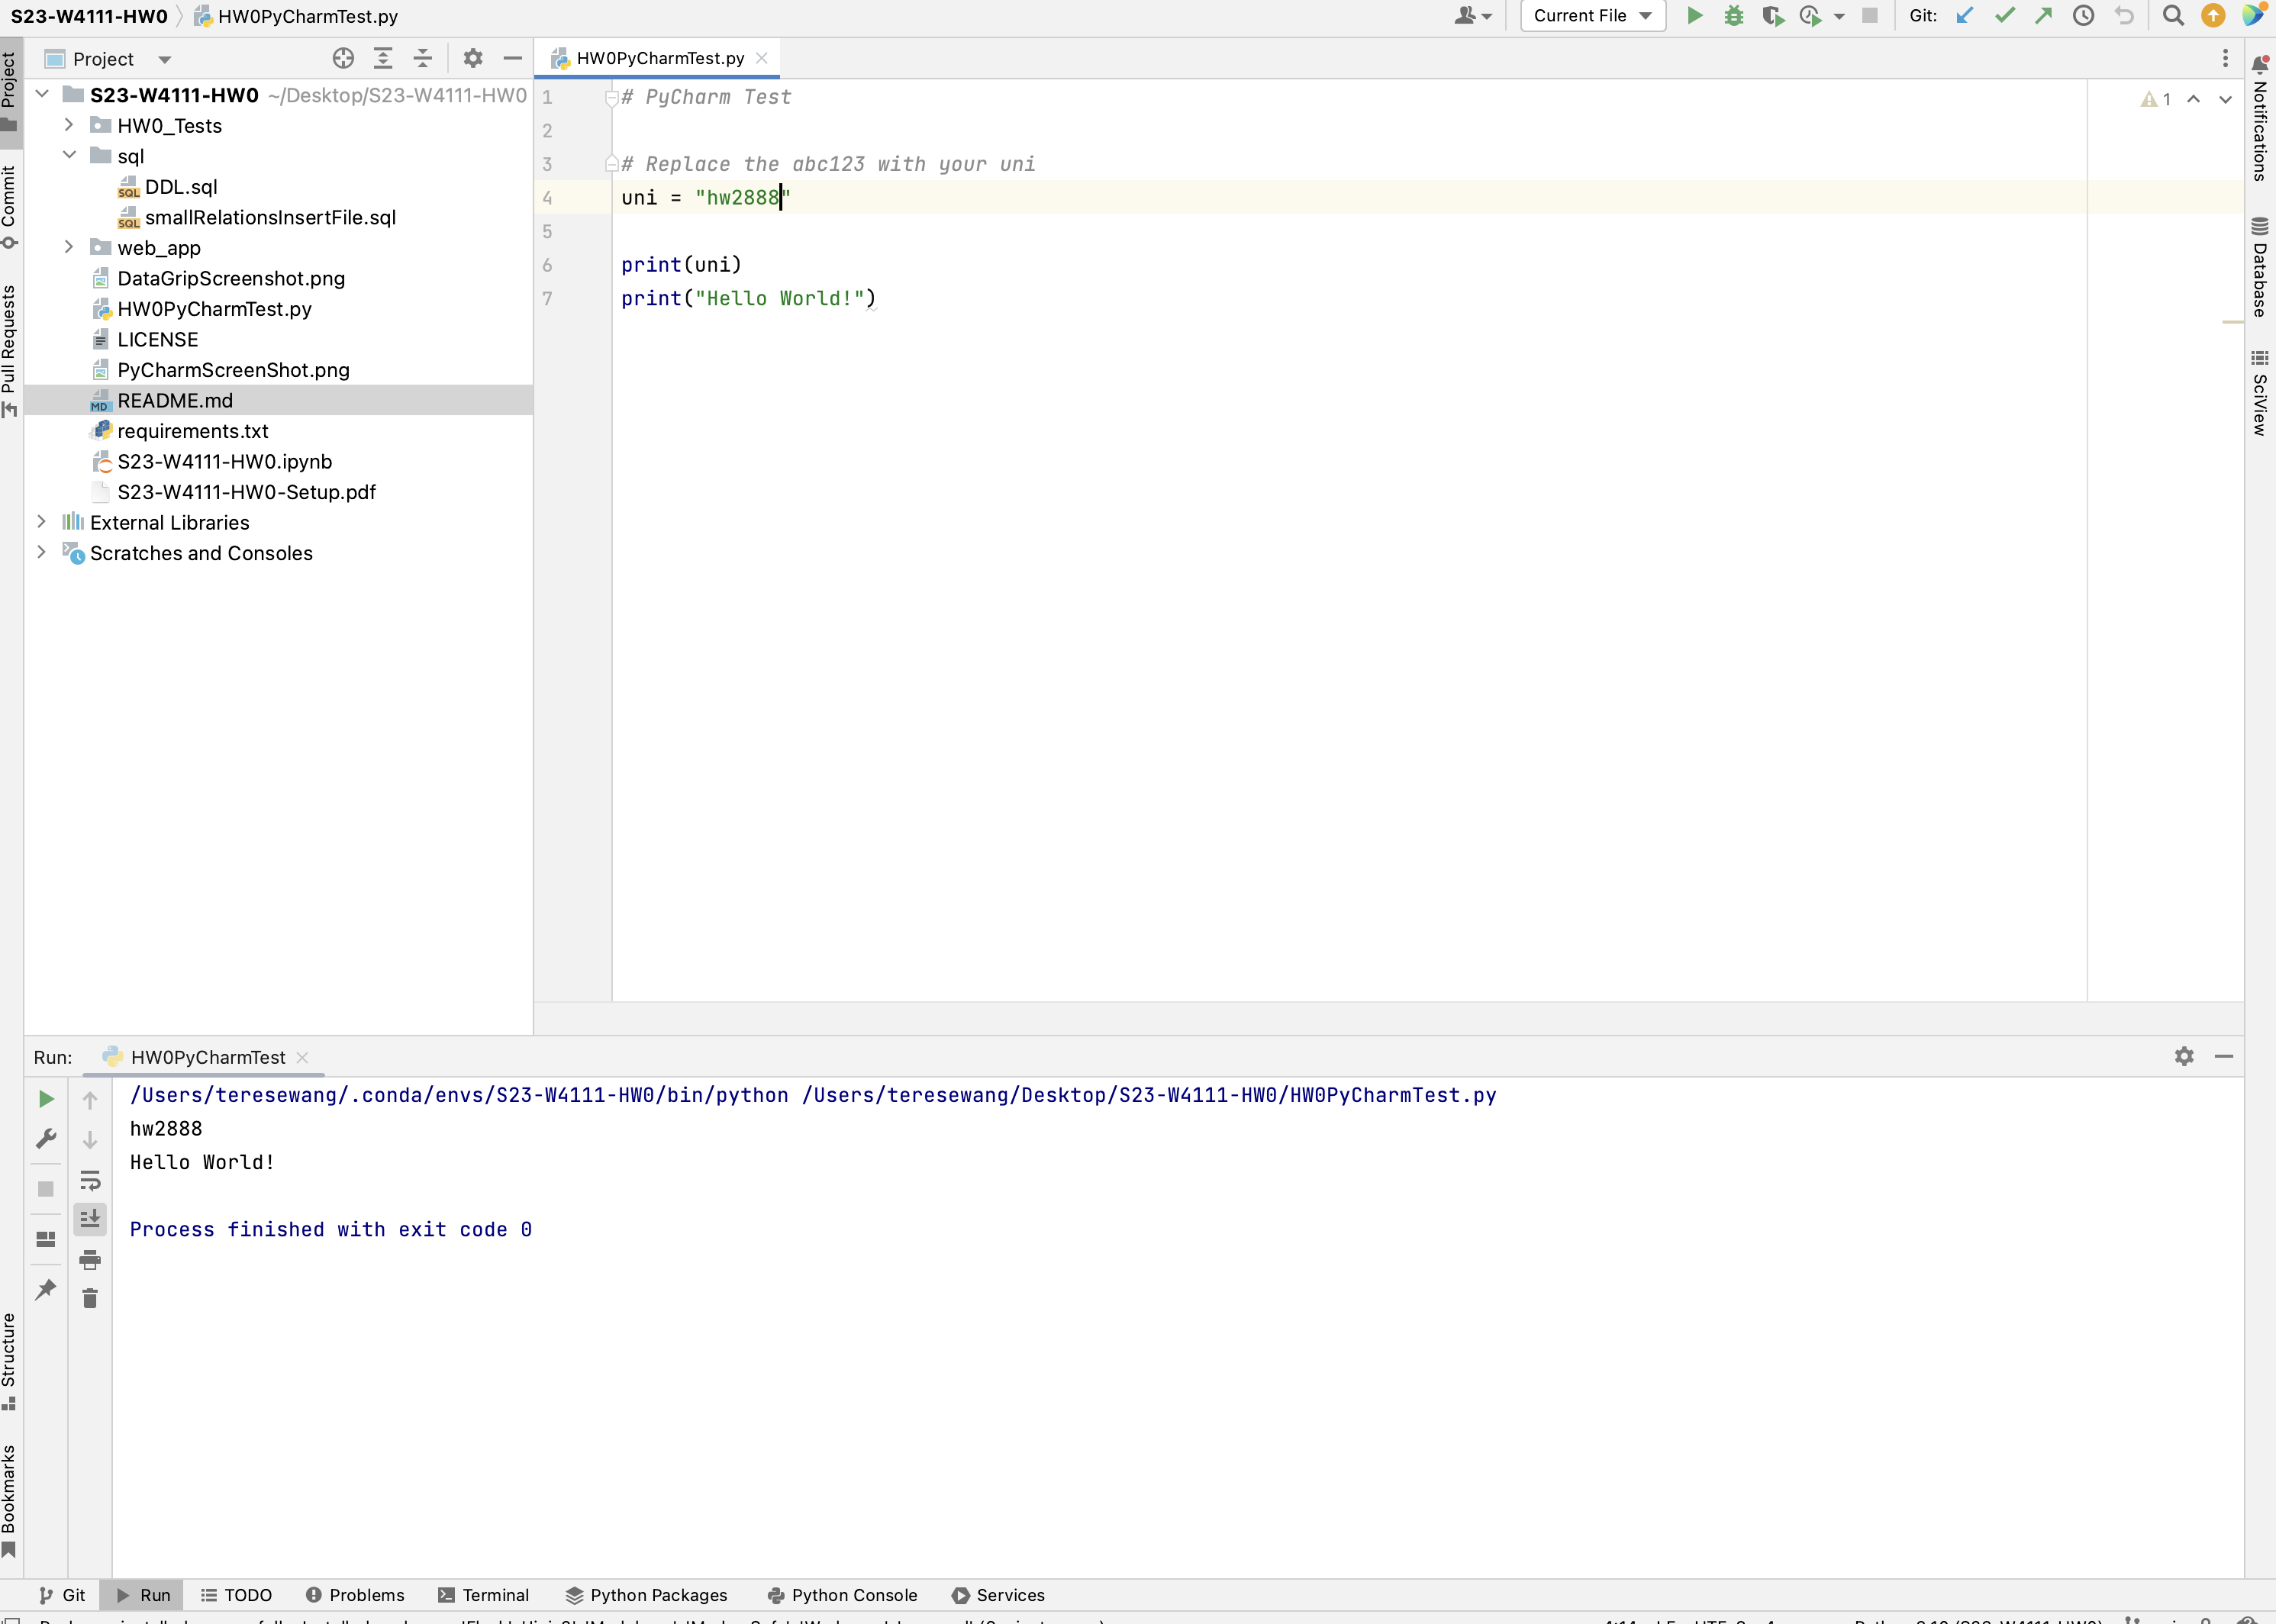 S23-W4111-HW0 HW0PyCharmTest.py
Current File
Git:
Project
HW0PyCharmTest.py
S23-W4111-HW0 ~/Desktop/S23-W4111-HW0
HW0_Tests
sql
DDL.sql
smallRelationsInsertFile.sql
web_app
DataGripScreenshot.png
HW0PyCharmTest.py
LICENSE
PyCharmScreenShot.png
README.md
requirements.txt
S23-W4111-HW0.ipynb
S23-W4111-HW0-Setup.pdf
External Libraries
Scratches and Consoles
Project
Commit
Pull Requests
Structure
Bookmarks
1 # PyCharm Test
2
3 # Replace the abc123 with your uni
4 uni = "hw2888"
5
6 print(uni)
7 print("Hello World!")
1
Notifications
Database
SciView
Run: HW0PyCharmTest
/Users/teresewang/.conda/envs/S23-W4111-HW0/bin/python /Users/teresewang/Desktop/S23-W4111-HW0/HW0PyCharmTest.py
hw2888
Hello World!
Process finished with exit code 0
Git Run TODO Problems Terminal Python Packages Python Console Services